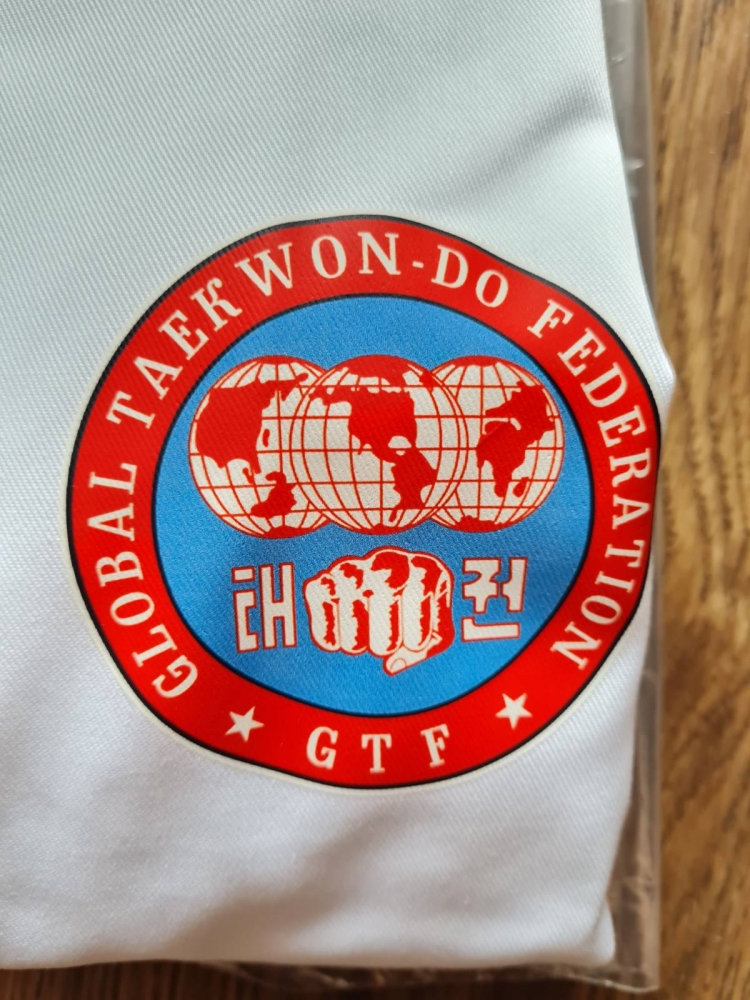 GLOBAL TAEKWON-DO FEDERATION
태 권
★ GTF ★